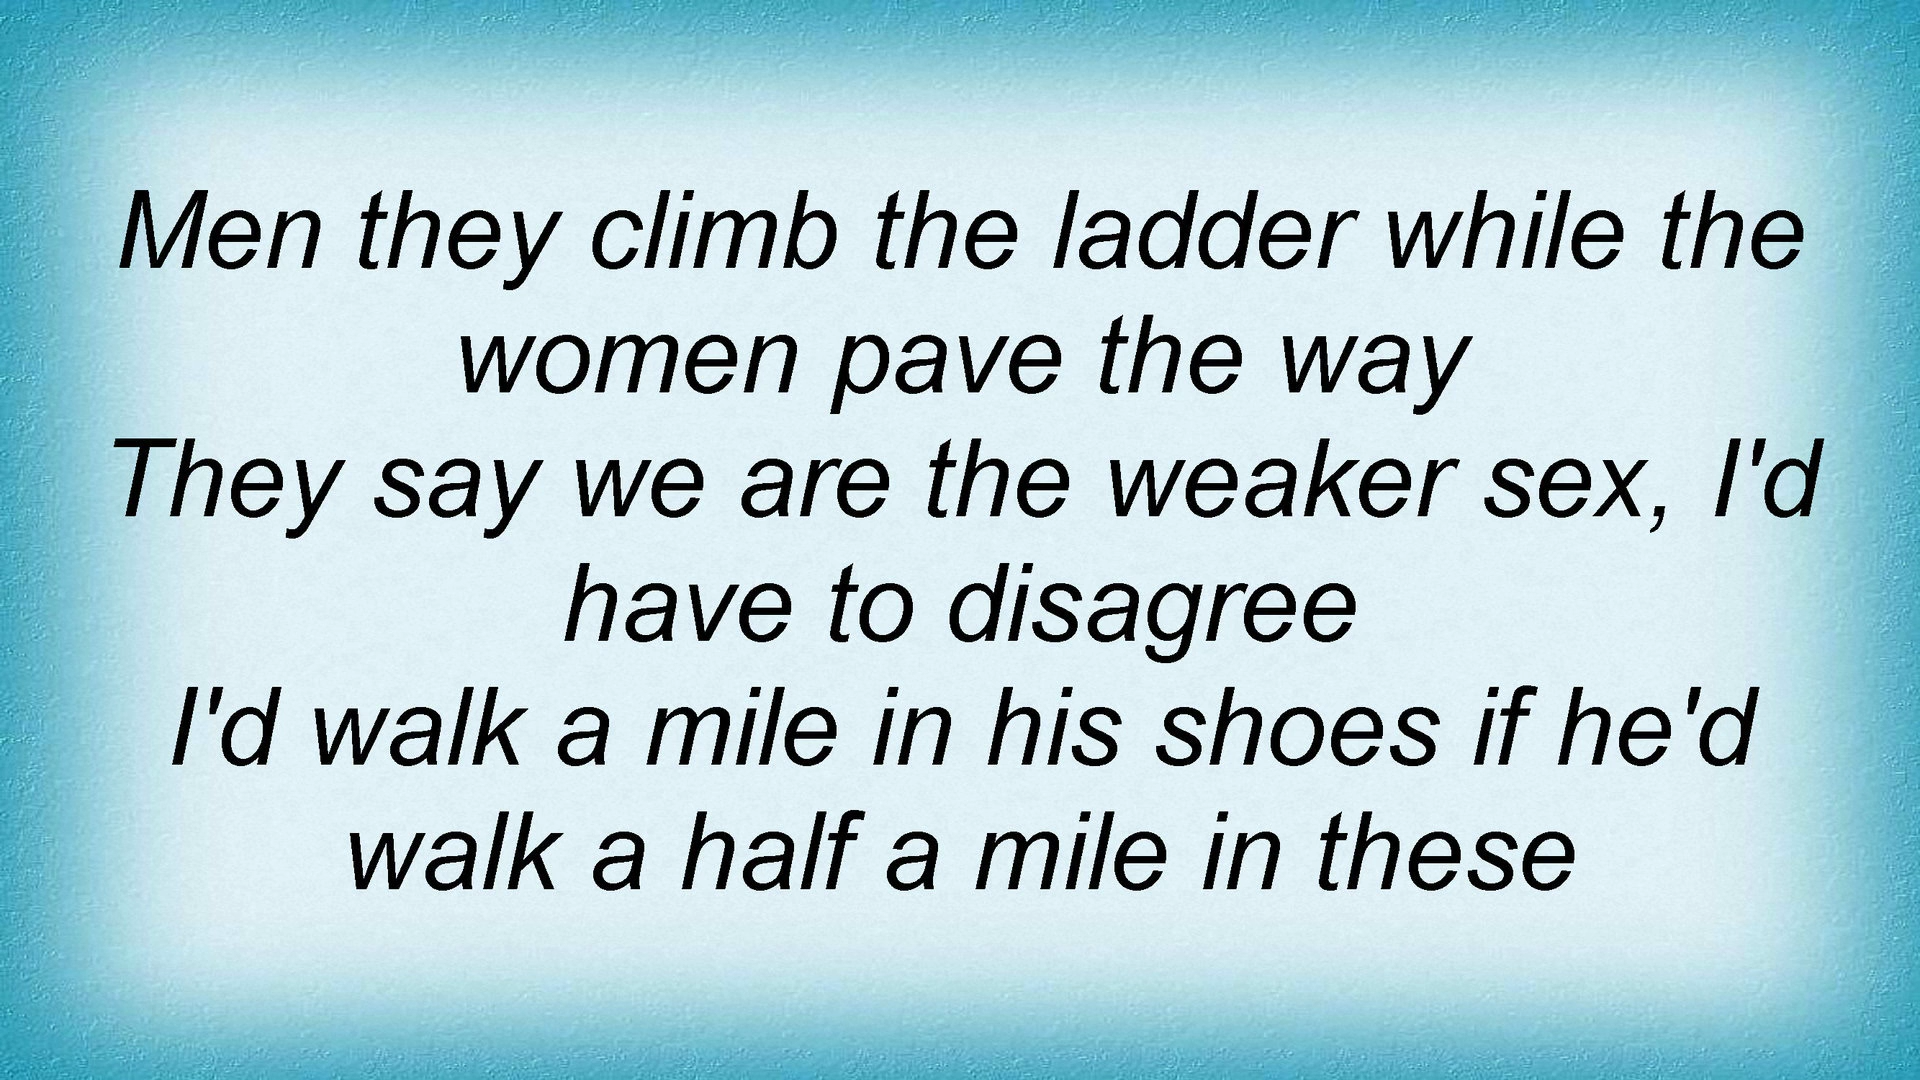 Men they climb the ladder while the
women pave the way
They say we are the weaker sex, I'd
have to disagree
I'd walk a mile in his shoes if he'd
walk a half a mile in these